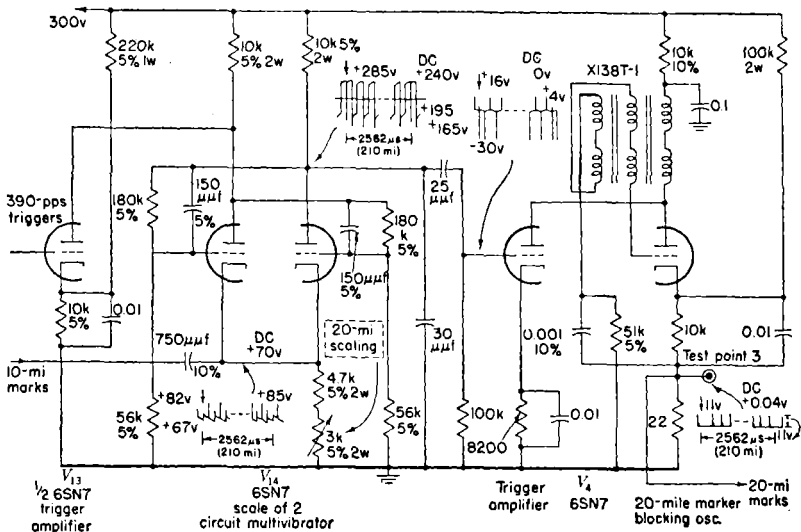 300v
220k
5% 1w
10k
5% 2w
10k 5%
2w
+285v
DC
+240v
+195
+165v
2562μs
(210 mi)
+16v
DC
0v
+4v
-30v
X138T-1
10k
10%
100k
2w
0.1
390-pps
triggers
180k
5%
150
μμf
5%
180
k
5%
150μμf
5%
25
μμf
10k
5%
0.01
750μμf
10%
DC
+70v
20-mi
scaling
30
μμf
0.001
10%
51k
5%
10k
0.01
Test point 3
10-mi
marks
56k
5%
+82v
+67v
+85v
2562μs
(210 mi)
4.7k
5% 2w
3k
5% 2w
56k
5%
100k
8200
0.01
22
DC
+0.04v
11v
11v
2562μs
(210 mi)
V13
½ 6SN7
trigger
amplifier
V14
6SN7
scale of 2
circuit multivibrator
Trigger
amplifier
V4
6SN7
20-mile marker
blocking osc.
20-mi
marks